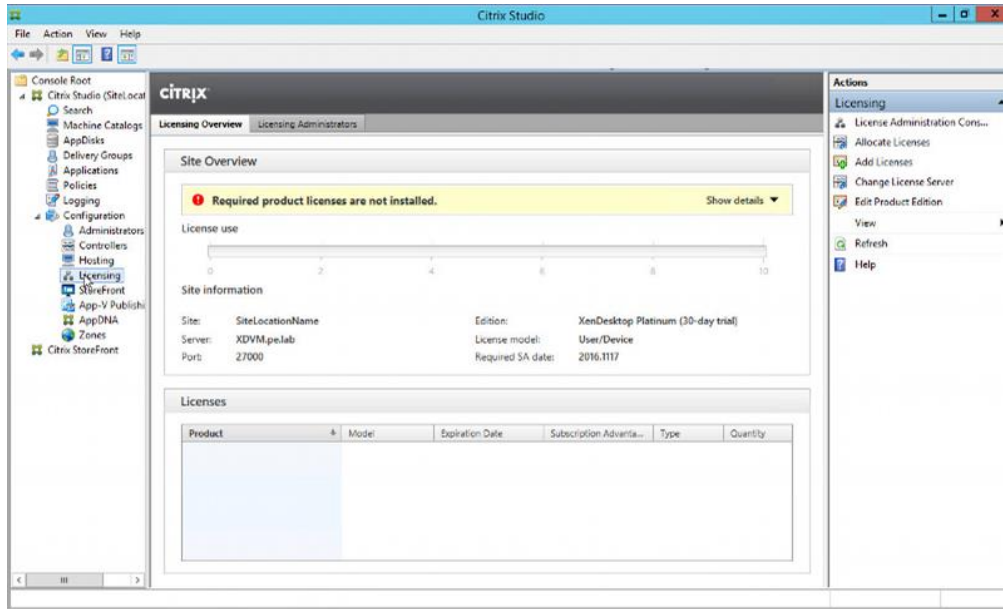 Citrix Studio
File Action View Help
Console Root
Citrix Studio (SiteLocat
Search
Machine Catalogs
AppDisks
Delivery Groups
Applications
Policies
Logging
Configuration
Administrators
Controllers
Hosting
Licensing
StoreFront
App-V Publishi
AppDNA
Zones
Citrix StoreFront
CITRIX
Licensing Overview Licensing Administrators
Site Overview
Required product licenses are not installed. Show details
License use
0 2 4 6 8 10
Site information
Site: SiteLocationName Edition: XenDesktop Platinum (30-day trial)
Server: XDVM.pe.lab License model: User/Device
Port: 27000 Required SA date: 2016.1117
Licenses
Product Model Expiration Date Subscription Advanta... Type Quantity
Actions
Licensing
License Administration Cons...
Allocate Licenses
Add Licenses
Change License Server
Edit Product Edition
View
Refresh
Help